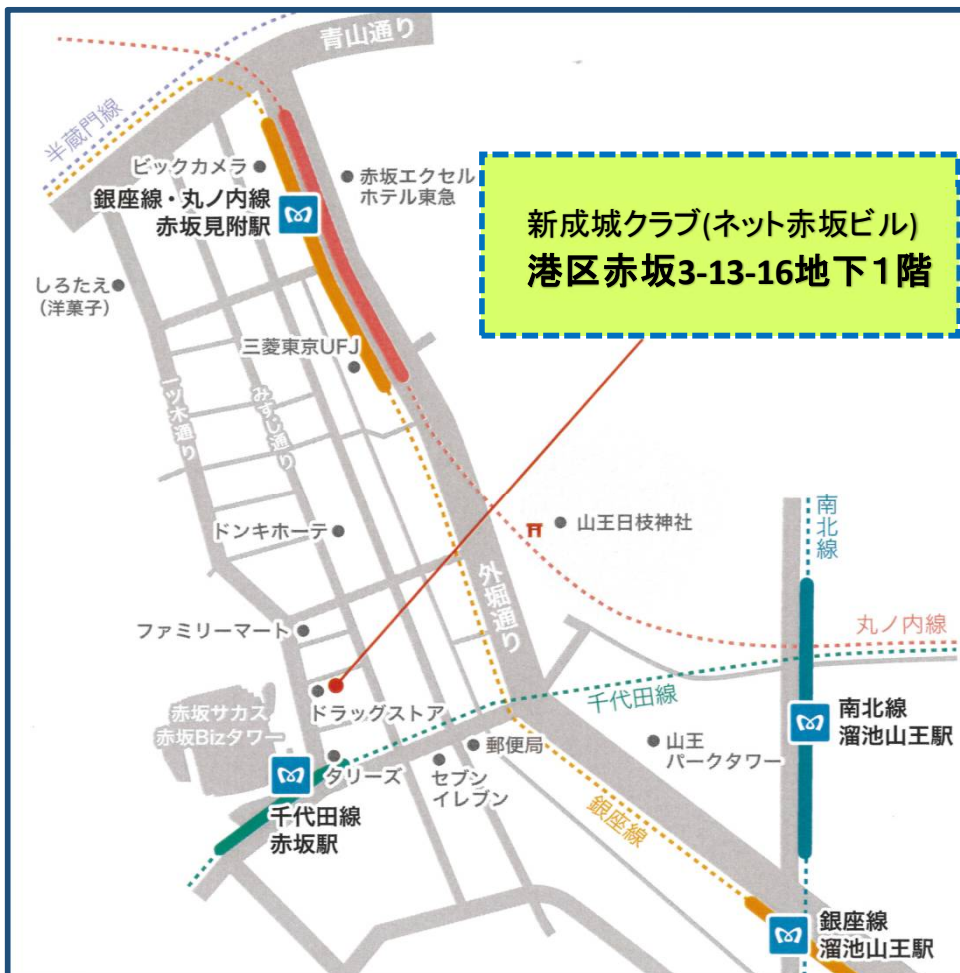 青山通り
半蔵門線
ビックカメラ
銀座線・丸ノ内線
赤坂見附駅
赤坂エクセル
ホテル東急
新成城クラブ(ネット赤坂ビル)
港区赤坂3-13-16地下1階
しろたえ
(洋菓子)
三菱東京UFJ
一ツ木通り
みすじ通り
ドンキホーテ
山王日枝神社
南北線
外堀通り
ファミリーマート
丸ノ内線
千代田線
赤坂サカス
赤坂Bizタワー
ドラッグストア
南北線
溜池山王駅
郵便局
山王
パークタワー
タリーズ
セブン
イレブン
千代田線
赤坂駅
銀座線
銀座線
溜池山王駅